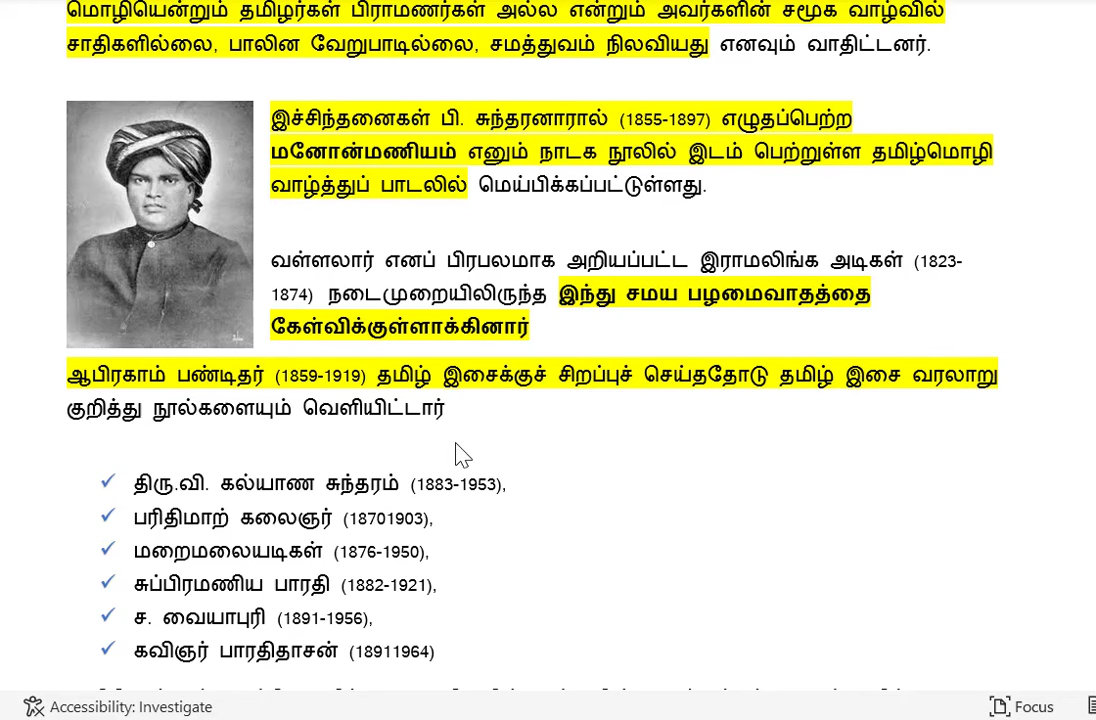 மொழியென்றும் தமிழர்கள் பிராமணர்கள் அல்ல என்றும் அவர்களின் சமூக வாழ்வில்
சாதிகளில்லை, பாலின வேறுபாடில்லை, சமத்துவம் நிலவியது எனவும் வாதிட்டனர்.
இச்சிந்தனைகள் பி. சுந்தரனாரால் (1855-1897) எழுதப்பெற்ற
மனோன்மணியம் எனும் நாடக நூலில் இடம் பெற்றுள்ள தமிழ்மொழி
வாழ்த்துப் பாடலில் மெய்பிக்கப்பட்டுள்ளது.
வள்ளலார் எனப் பிரபலமாக அறியப்பட்ட இராமலிங்க அடிகள் (1823-
1874) நடைமுறையிலிருந்த இந்து சமய பழமைவாதத்தை
கேள்விக்குள்ளாக்கினார்
ஆபிரகாம் பண்டிதர் (1859-1919) தமிழ் இசைக்குச் சிறப்புச் செய்ததோடு தமிழ் இசை வரலாறு
குறித்து நூல்களையும் வெளியிட்டார்
✓ திரு.வி. கல்யாண சுந்தரம் (1883-1953),
✓ பரிதிமாற் கலைஞர் (18701903),
✓ மறைமலையடிகள் (1876-1950),
✓ சுப்பிரமணிய பாரதி (1882-1921),
✓ ச. வையாபுரி (1891-1956),
✓ கவிஞர் பாரதிதாசன் (18911964)
Accessibility: Investigate
Focus